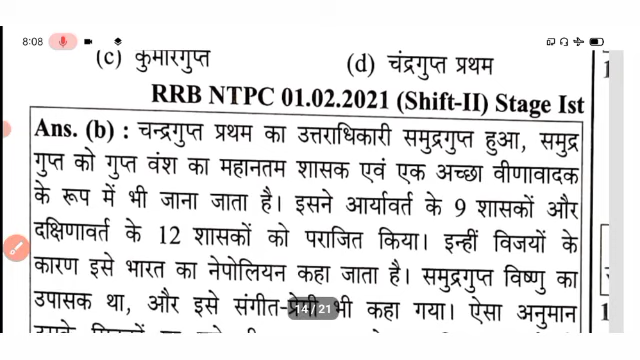 8:08
(c) कुमारगुप्त (d) चंद्रगुप्त प्रथम
RRB NTPC 01.02.2021 (Shift-II) Stage Ist
Ans. (b) : चन्द्रगुप्त प्रथम का उत्तराधिकारी समुद्रगुप्त हुआ, समुद्र
गुप्त को गुप्त वंश का महानतम शासक एवं एक अच्छा वीणावादक
के रूप में भी जाना जाता है। इसने आर्यावर्त के 9 शासकों और
दक्षिणावर्त के 12 शासकों को पराजित किया। इन्हीं विजयों के
कारण इसे भारत का नेपोलियन कहा जाता है। समुद्रगुप्त विष्णु का
उपासक था, और इसे संगीत-प्रेमी भी कहा गया। ऐसा अनुमान
14 / 21